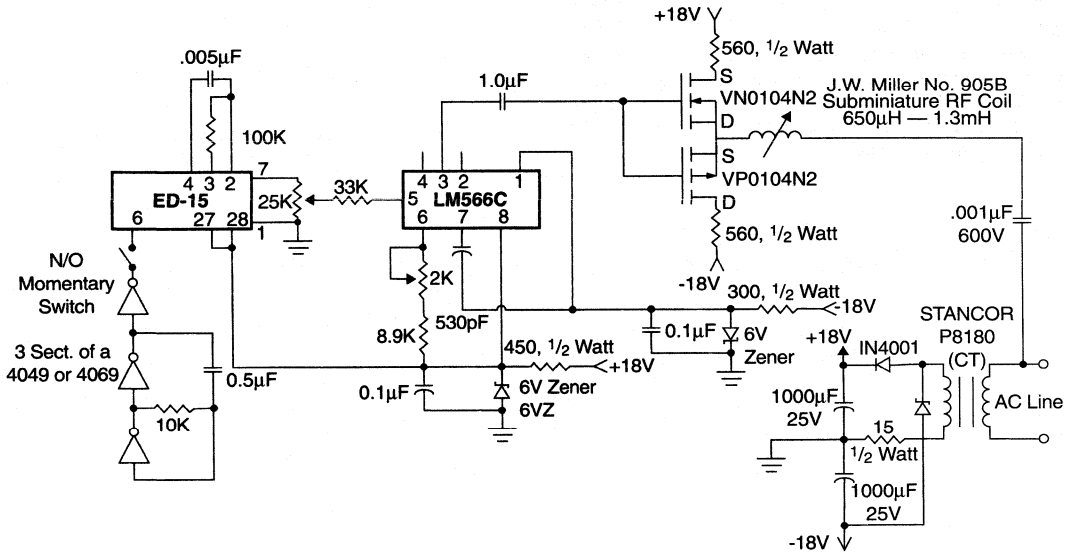 +18V
560, 1/2 Watt
S
VN0104N2
D
J.W. Miller No. 905B
Subminiature RF Coil
650µH — 1.3mH
.005µF
100K
1.0µF
4 3 2
7
ED-15
25K
6
27
28
1
33K
4 3 2
1
5
LM566C
6
7
8
S
VP0104N2
D
560, 1/2 Watt
-18V
.001µF
600V
N/O
Momentary
Switch
2K
530pF
8.9K
300, 1/2 Watt
-18V
0.1µF
6V
Zener
3 Sect. of a
4049 or 4069
0.5µF
10K
450, 1/2 Watt
+18V
0.1µF
6V Zener
6VZ
STANCOR
P8180
(CT)
+18V
IN4001
1000µF
25V
15
1/2 Watt
AC Line
1000µF
25V
-18V